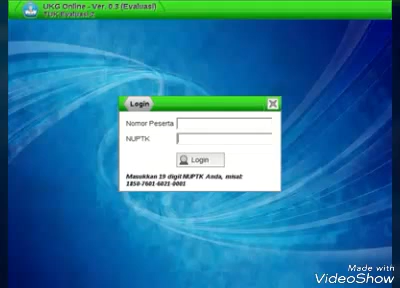 UKG Online - Ver. 0.3 (Evaluasi)
Login
Nomor Peserta
NUPTK
Login
Masukkan 19 digit NUPTK Anda, misal:
1850-7601-6021-0001
Made with
VideoShow